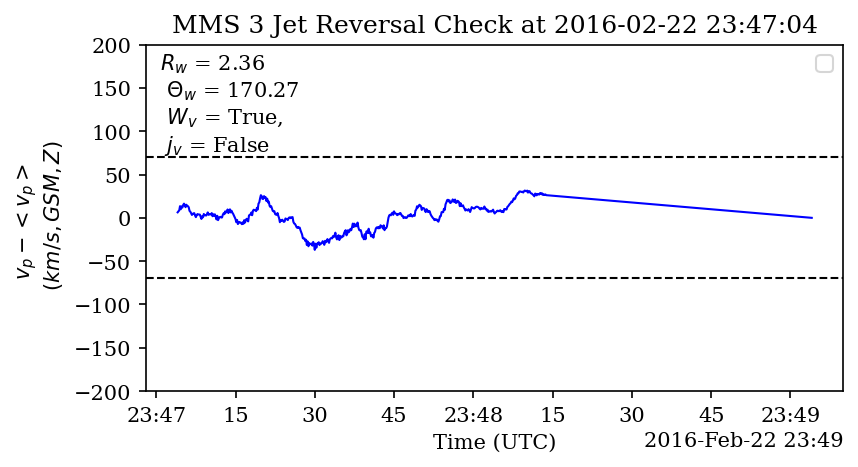 MMS 3 Jet Reversal Check at 2016-02-22 23:47:04
200
150
100
50
0
−50
−100
−150
−200
v_p − < v_p >
(km/s, GSM, Z)
R_w = 2.36
Θ_w = 170.27
W_v = True,
j_v = False
23:47 15 30 45 23:48 15 30 45 23:49
Time (UTC)
2016-Feb-22 23:49